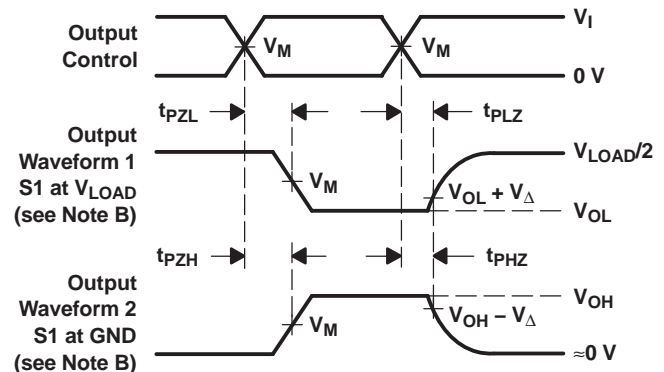 Output
Control
V_M
V_M
V_I
0 V
t_PZL
t_PLZ
Output
Waveform 1
S1 at V_LOAD
(see Note B)
V_M
V_LOAD/2
V_OL + V_Δ
V_OL
t_PZH
t_PHZ
Output
Waveform 2
S1 at GND
(see Note B)
V_M
V_OH
V_OH − V_Δ
≈0 V